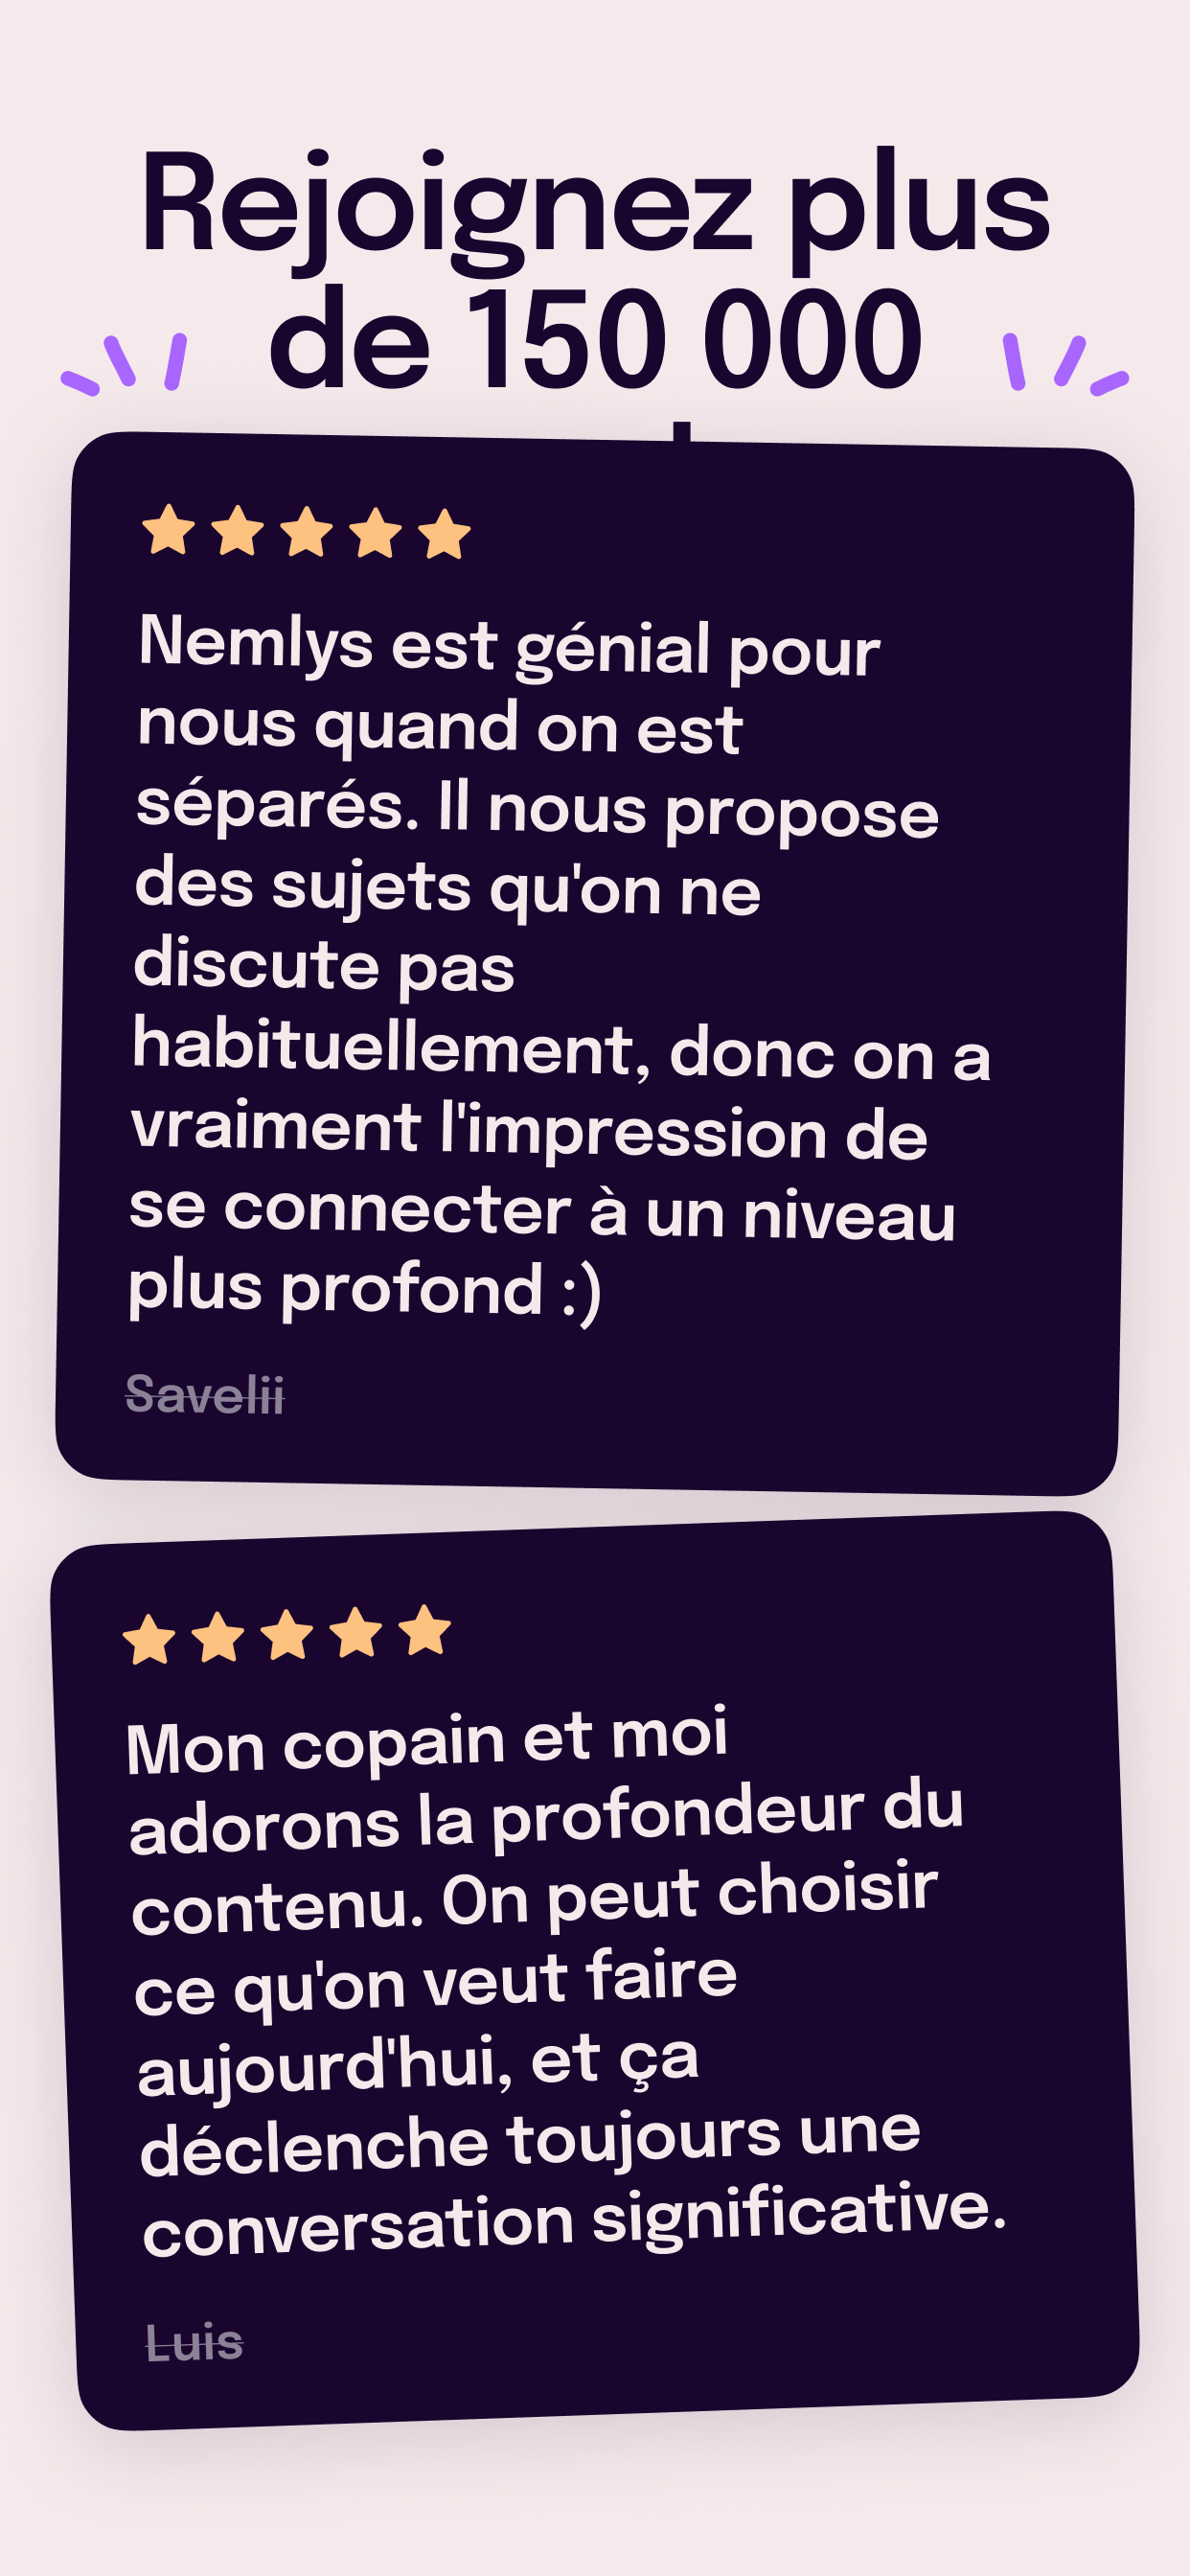 Rejoignez plus
de 150 000
Nemlys est génial pour
nous quand on est
séparés. Il nous propose
des sujets qu'on ne
discute pas
habituellement, donc on a
vraiment l'impression de
se connecter à un niveau
plus profond :)
Savelii
Mon copain et moi
adorons la profondeur du
contenu. On peut choisir
ce qu'on veut faire
aujourd'hui, et ça
déclenche toujours une
conversation significative.
Luis